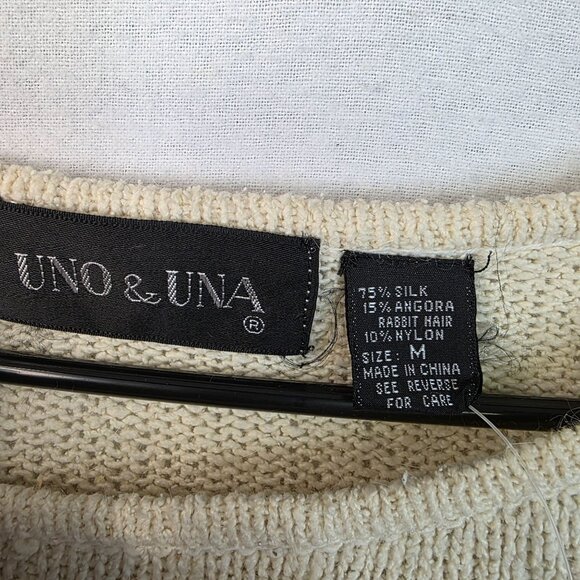 UNO & UNA
®
75% SILK
15% ANGORA
RABBIT HAIR
10% NYLON
SIZE: M
MADE IN CHINA
SEE REVERSE
FOR CARE